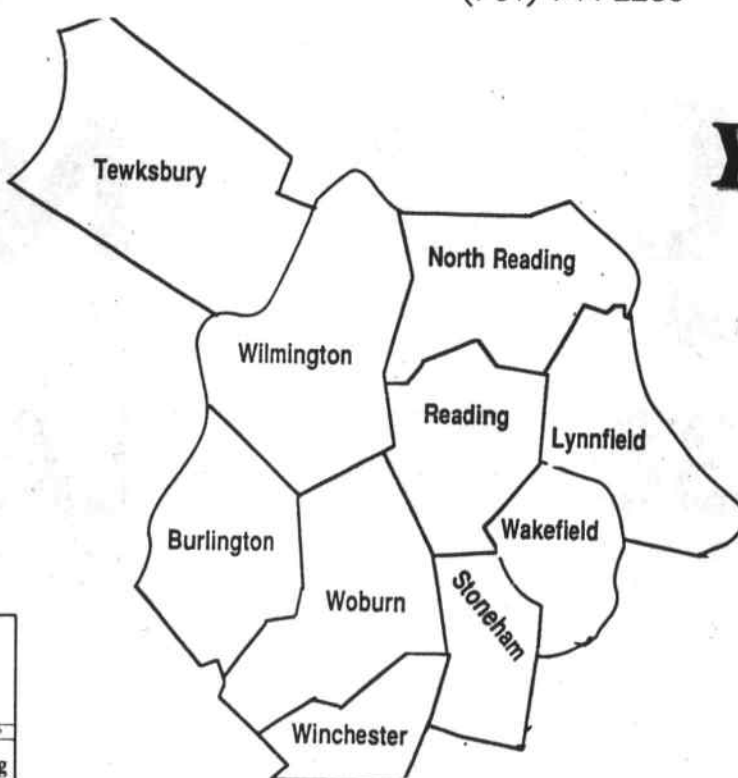 Tewksbury
North Reading
Wilmington
Reading
Lynnfield
Burlington
Wakefield
Woburn
Stoneham
Winchester